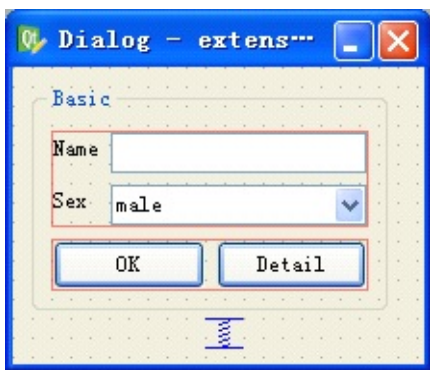 Dialog - extens…
Basic
Name
Sex male
OK Detail